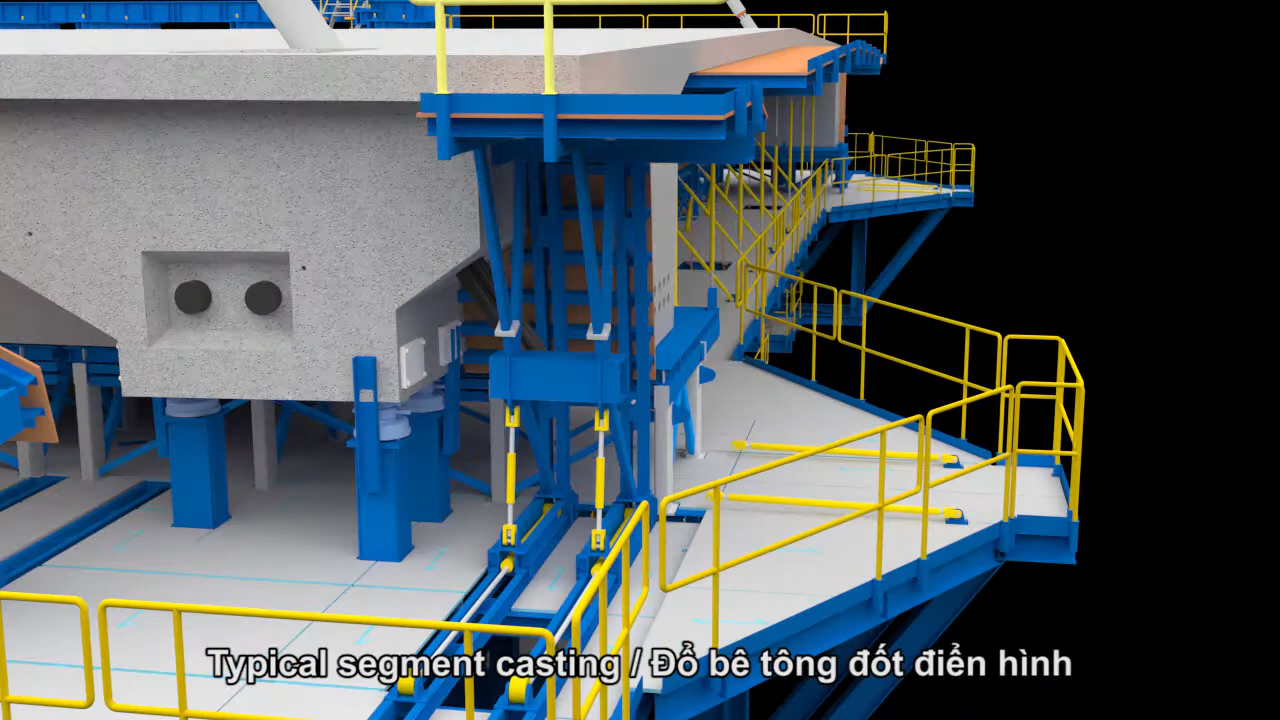 Typical segment casting / Đổ bê tông đốt điển hình